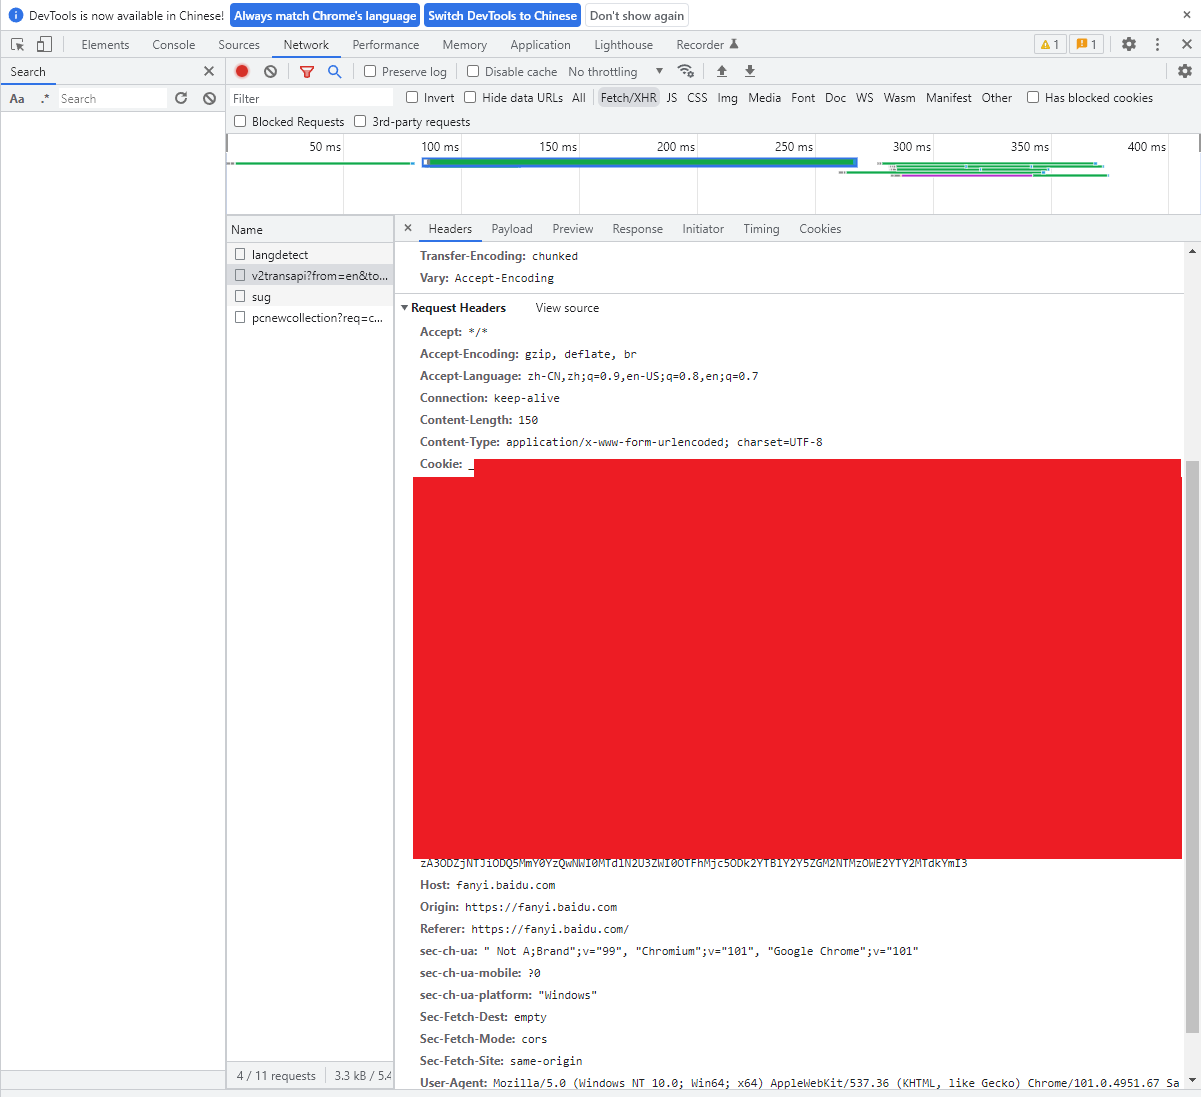 DevTools is now available in Chinese! Always match Chrome's language Switch DevTools to Chinese Don't show again
Elements Console Sources Network Performance Memory Application Lighthouse Recorder 1 1
Search
Preserve log Disable cache No throttling
Aa .* Search
Filter Invert Hide data URLs All Fetch/XHR JS CSS Img Media Font Doc WS Wasm Manifest Other Has blocked cookies
Blocked Requests 3rd-party requests
50 ms 100 ms 150 ms 200 ms 250 ms 300 ms 350 ms 400 ms
Name
langdetect
v2transapi?from=en&to...
sug
pcnewcollection?req=c...
Headers Payload Preview Response Initiator Timing Cookies
Transfer-Encoding: chunked
Vary: Accept-Encoding
Request Headers View source
Accept: */*
Accept-Encoding: gzip, deflate, br
Accept-Language: zh-CN,zh;q=0.9,en-US;q=0.8,en;q=0.7
Connection: keep-alive
Content-Length: 150
Content-Type: application/x-www-form-urlencoded; charset=UTF-8
Cookie: _
Host: fanyi.baidu.com
Origin: https://fanyi.baidu.com
Referer: https://fanyi.baidu.com/
sec-ch-ua: " Not A;Brand";v="99", "Chromium";v="101", "Google Chrome";v="101"
sec-ch-ua-mobile: ?0
sec-ch-ua-platform: "Windows"
Sec-Fetch-Dest: empty
Sec-Fetch-Mode: cors
Sec-Fetch-Site: same-origin
User-Agent: Mozilla/5.0 (Windows NT 10.0; Win64; x64) AppleWebKit/537.36 (KHTML, like Gecko) Chrome/101.0.4951.67 Sa
4 / 11 requests 3.3 kB / 5.4